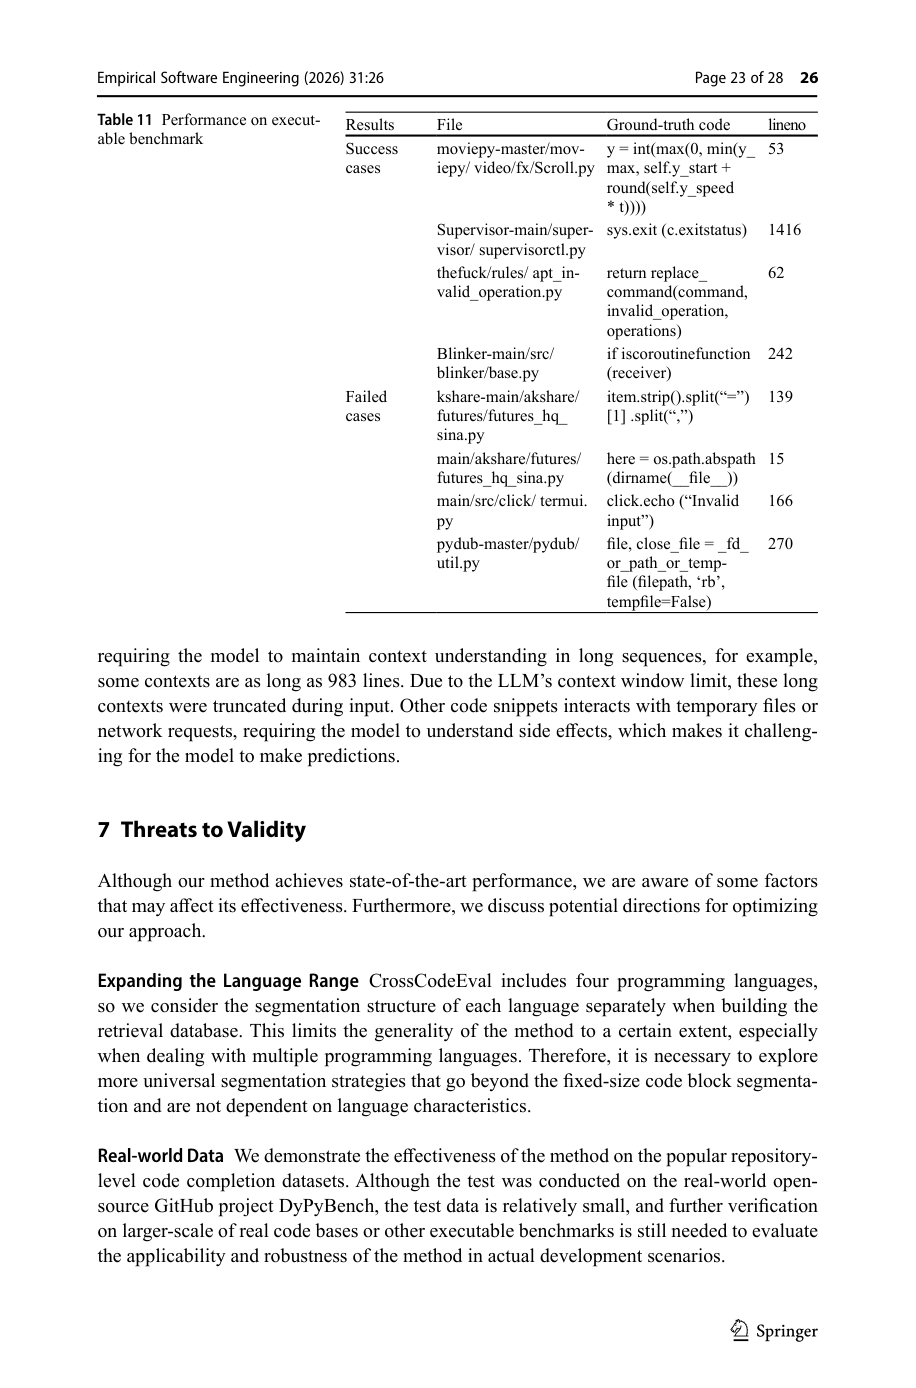 Empirical Software Engineering (2026) 31:26
Page 23 of 28 26
Table 11 Performance on execut-
able benchmark
Results File Ground-truth code lineno
Success moviepy-master/mov- y = int(max(0, min(y_ 53
cases iepy/ video/fx/Scroll.py max, self.y_start +
round(self.y_speed
* t))))
Supervisor-main/super- sys.exit (c.exitstatus) 1416
visor/ supervisorctl.py
thefuck/rules/ apt_in- return replace_ 62
valid_operation.py command(command,
invalid_operation,
operations)
Blinker-main/src/ if iscoroutinefunction 242
blinker/base.py (receiver)
Failed kshare-main/akshare/ item.strip().split(“=”) 139
cases futures/futures_hq_ [1] .split(“,”)
sina.py
main/akshare/futures/ here = os.path.abspath 15
futures_hq_sina.py (dirname(__file__))
main/src/click/ termui. click.echo (“Invalid 166
py input”)
pydub-master/pydub/ file, close_file = _fd_ 270
util.py or_path_or_temp-
file (filepath, ‘rb’,
tempfile=False)
requiring the model to maintain context understanding in long sequences, for example,
some contexts are as long as 983 lines. Due to the LLM’s context window limit, these long
contexts were truncated during input. Other code snippets interacts with temporary files or
network requests, requiring the model to understand side effects, which makes it challeng-
ing for the model to make predictions.
7 Threats to Validity
Although our method achieves state-of-the-art performance, we are aware of some factors
that may affect its effectiveness. Furthermore, we discuss potential directions for optimizing
our approach.
Expanding the Language Range CrossCodeEval includes four programming languages,
so we consider the segmentation structure of each language separately when building the
retrieval database. This limits the generality of the method to a certain extent, especially
when dealing with multiple programming languages. Therefore, it is necessary to explore
more universal segmentation strategies that go beyond the fixed-size code block segmenta-
tion and are not dependent on language characteristics.
Real-world Data We demonstrate the effectiveness of the method on the popular repository-
level code completion datasets. Although the test was conducted on the real-world open-
source GitHub project DyPyBench, the test data is relatively small, and further verification
on larger-scale of real code bases or other executable benchmarks is still needed to evaluate
the applicability and robustness of the method in actual development scenarios.
Springer